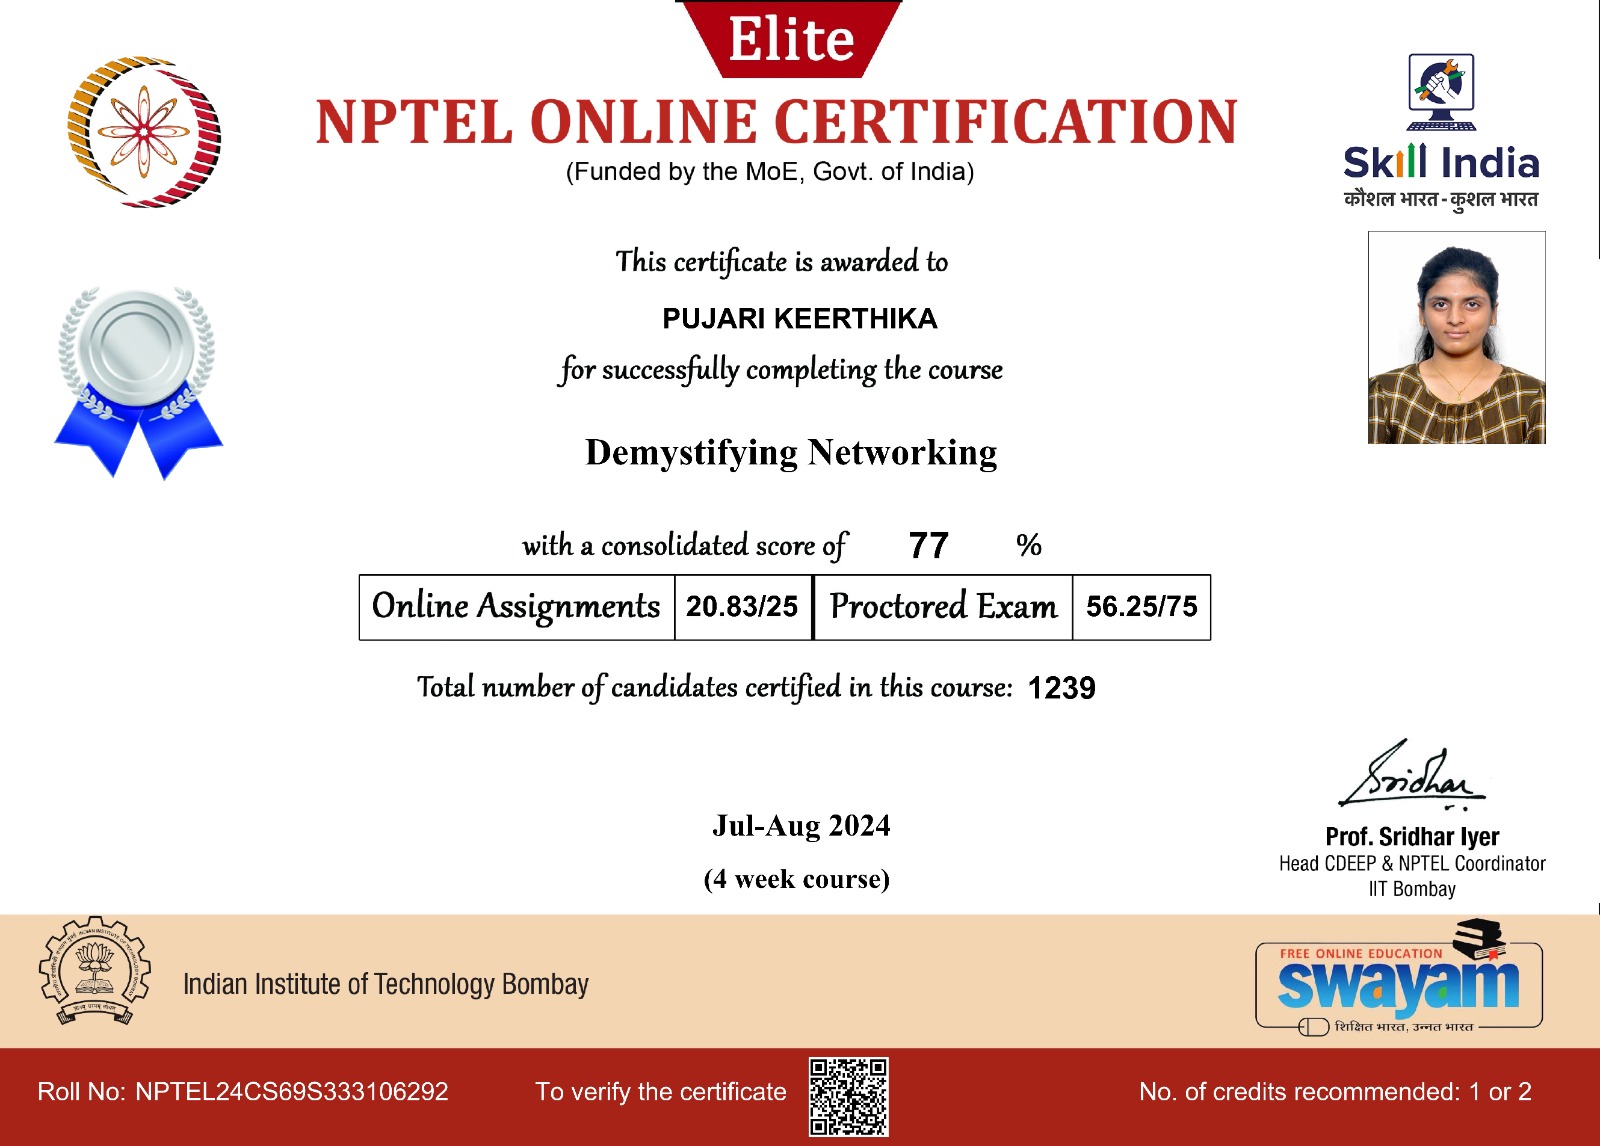 Elite
NPTEL ONLINE CERTIFICATION
(Funded by the MoE, Govt. of India)
Skill India
कौशल भारत - कुशल भारत
This certificate is awarded to
PUJARI KEERTHIKA
for successfully completing the course
Demystifying Networking
with a consolidated score of 77 %
Online Assignments 20.83/25 Proctored Exam 56.25/75
Total number of candidates certified in this course: 1239
Sridhar
Jul-Aug 2024
(4 week course)
Prof. Sridhar Iyer
Head CDEEP & NPTEL Coordinator
IIT Bombay
Indian Institute of Technology Bombay
FREE ONLINE EDUCATION
swayam
शिक्षित भारत, उन्नत भारत
Roll No: NPTEL24CS69S333106292
To verify the certificate
No. of credits recommended: 1 or 2